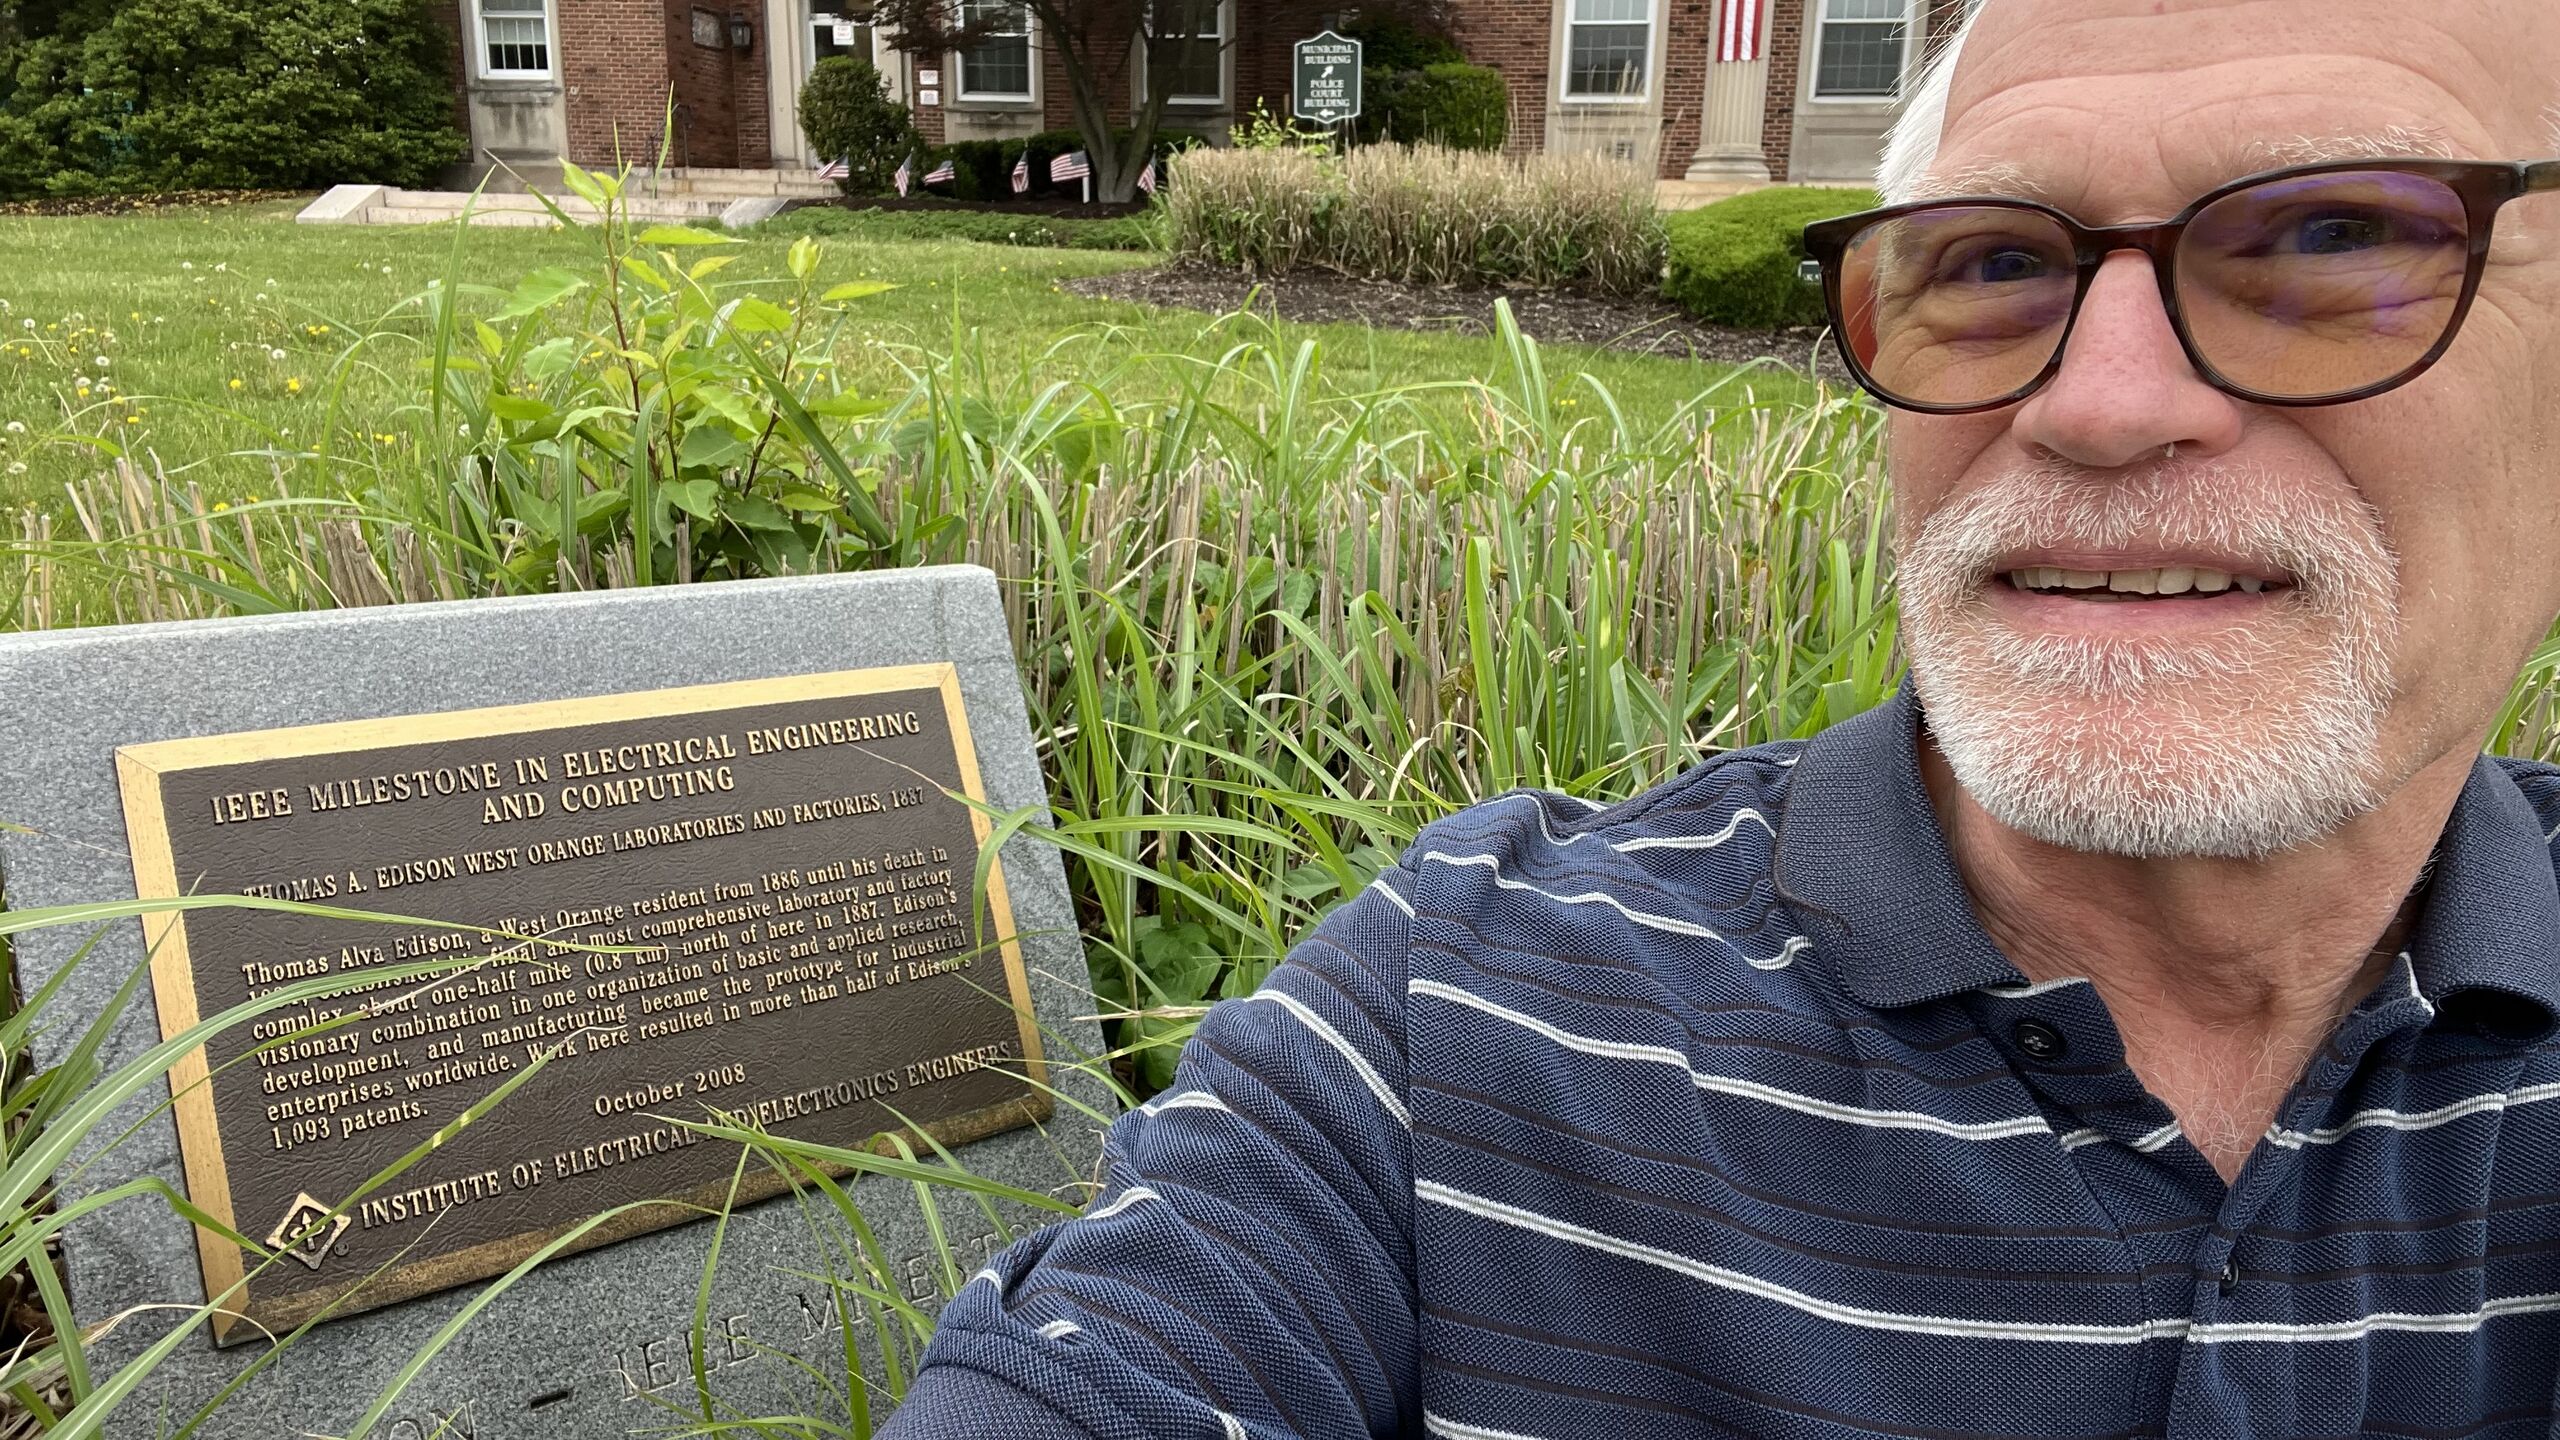 MUNICIPAL
BUILDING
POLICE
COURT
BUILDING
IEEE MILESTONE IN ELECTRICAL ENGINEERING
AND COMPUTING
THOMAS A. EDISON WEST ORANGE LABORATORIES AND FACTORIES, 1887
Thomas Alva Edison, a West Orange resident from 1886 until his death in
established his final and most comprehensive laboratory and factory
complex about one-half mile (0.8 km) north of here in 1887. Edison's
visionary combination in one organization of basic and applied research,
development, and manufacturing became the prototype for industrial
enterprises worldwide. Work here resulted in more than half of Edison's
1,093 patents.
October 2008
INSTITUTE OF ELECTRICAL AND ELECTRONICS ENGINEERS
IEEE